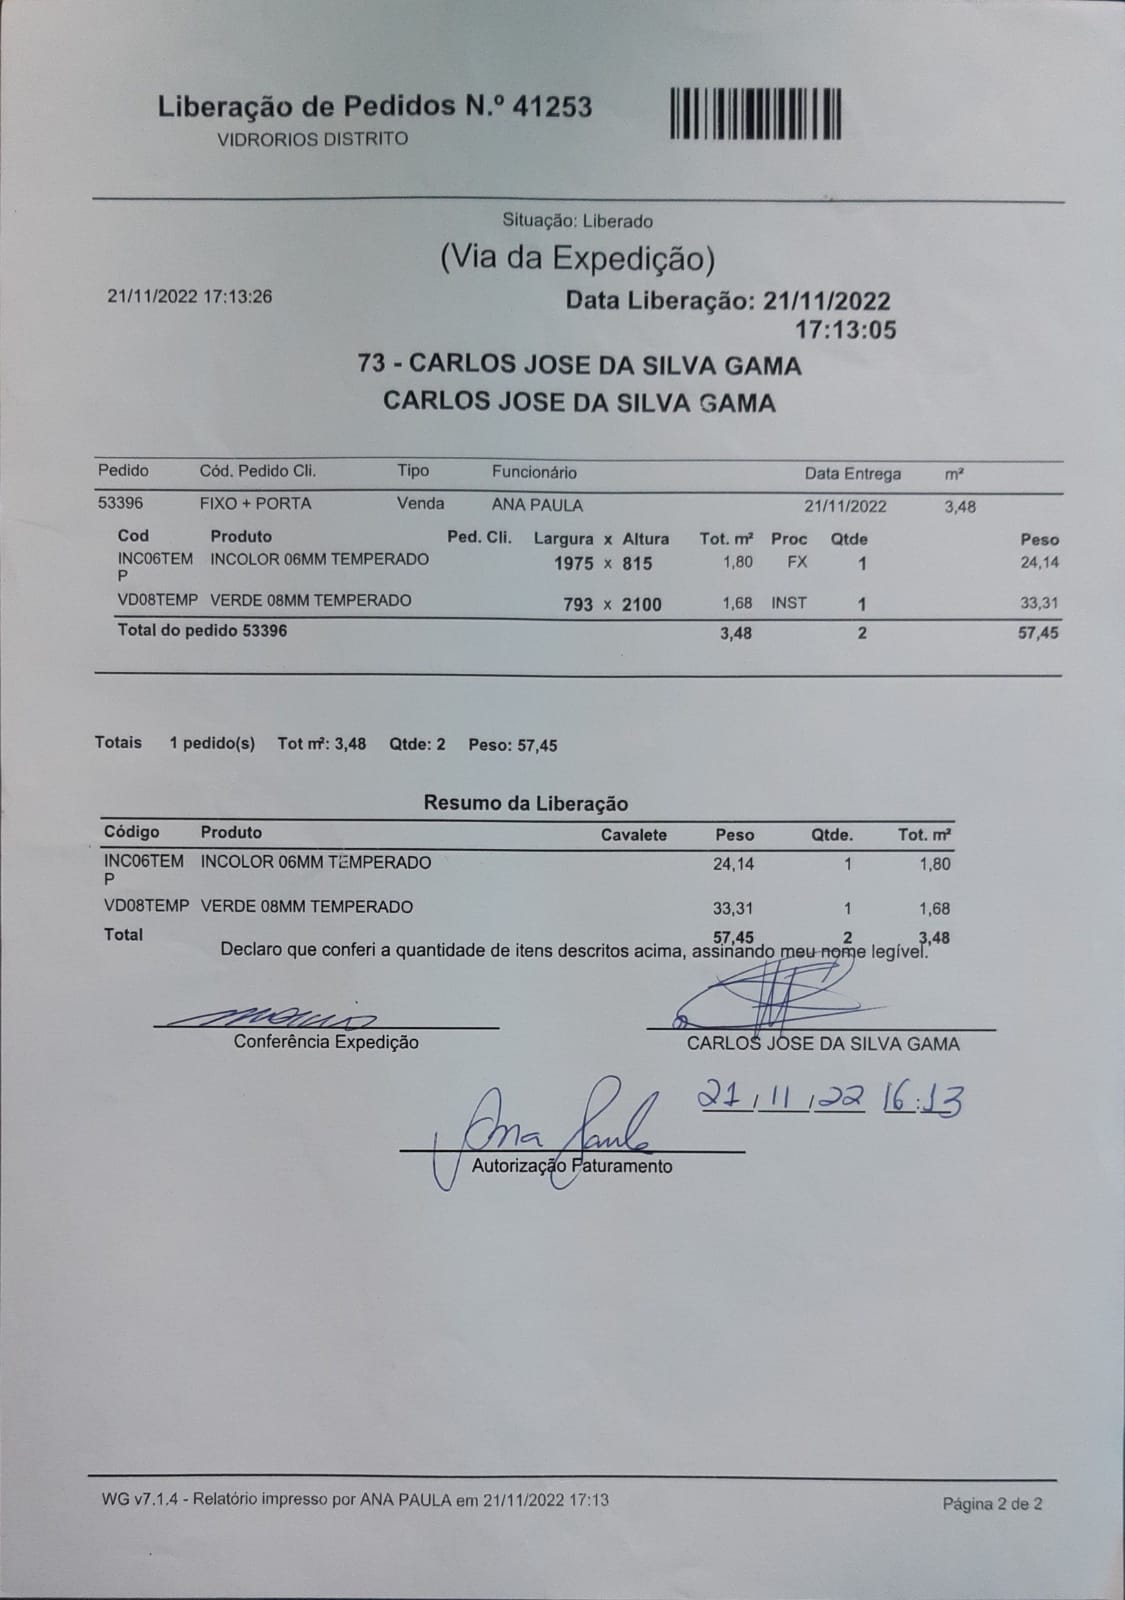 Liberação de Pedidos N.º 41253
VIDRORIOS DISTRITO
Situação: Liberado
(Via da Expedição)
21/11/2022 17:13:26 Data Liberação: 21/11/2022
17:13:05
73 - CARLOS JOSE DA SILVA GAMA
CARLOS JOSE DA SILVA GAMA
Pedido Cód. Pedido Cli. Tipo Funcionário Data Entrega m²
53396 FIXO + PORTA Venda ANA PAULA 21/11/2022 3,48
Cod Produto Ped. Cli. Largura x Altura Tot. m² Proc Qtde Peso
INC06TEM INCOLOR 06MM TEMPERADO 1975 x 815 1,80 FX 1 24,14
P
VD08TEMP VERDE 08MM TEMPERADO 793 x 2100 1,68 INST 1 33,31
Total do pedido 53396 3,48 2 57,45
Totais 1 pedido(s) Tot m²: 3,48 Qtde: 2 Peso: 57,45
Resumo da Liberação
Código Produto Cavalete Peso Qtde. Tot. m²
INC06TEM INCOLOR 06MM TEMPERADO 24,14 1 1,80
P
VD08TEMP VERDE 08MM TEMPERADO 33,31 1 1,68
Total 57,45 2 3,48
Declaro que conferi a quantidade de itens descritos acima, assinando meu nome legível.
Conferência Expedição CARLOS JOSE DA SILVA GAMA
21/11/22 16:13
Ana Paula
Autorização Faturamento
WG v7.1.4 - Relatório impresso por ANA PAULA em 21/11/2022 17:13 Página 2 de 2